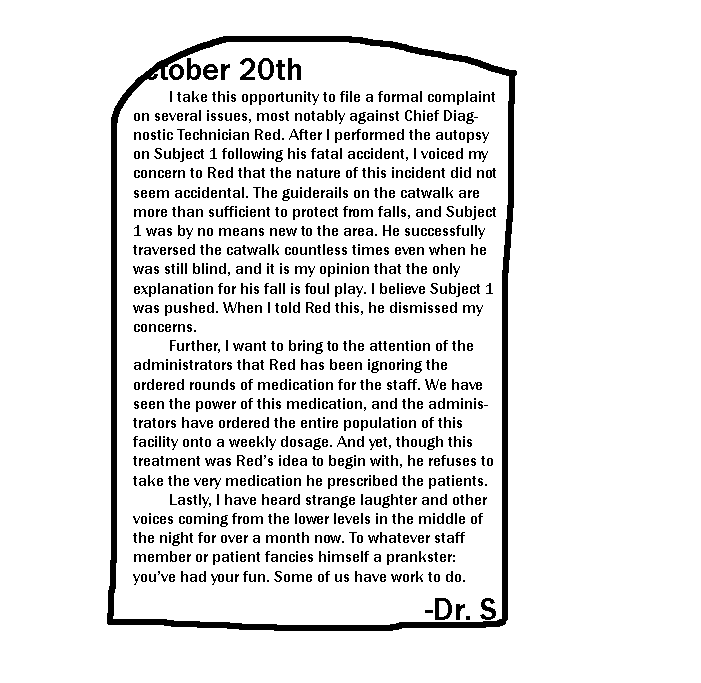 ctober 20th
I take this opportunity to file a formal complaint
on several issues, most notably against Chief Diag-
nostic Technician Red. After I performed the autopsy
on Subject 1 following his fatal accident, I voiced my
concern to Red that the nature of this incident did not
seem accidental. The guiderails on the catwalk are
more than sufficient to protect from falls, and Subject
1 was by no means new to the area. He successfully
traversed the catwalk countless times even when he
was still blind, and it is my opinion that the only
explanation for his fall is foul play. I believe Subject 1
was pushed. When I told Red this, he dismissed my
concerns.
Further, I want to bring to the attention of the
administrators that Red has been ignoring the
ordered rounds of medication for the staff. We have
seen the power of this medication, and the adminis-
trators have ordered the entire population of this
facility onto a weekly dosage. And yet, though this
treatment was Red's idea to begin with, he refuses to
take the very medication he prescribed the patients.
Lastly, I have heard strange laughter and other
voices coming from the lower levels in the middle of
the night for over a month now. To whatever staff
member or patient fancies himself a prankster:
you've had your fun. Some of us have work to do.
-Dr. S